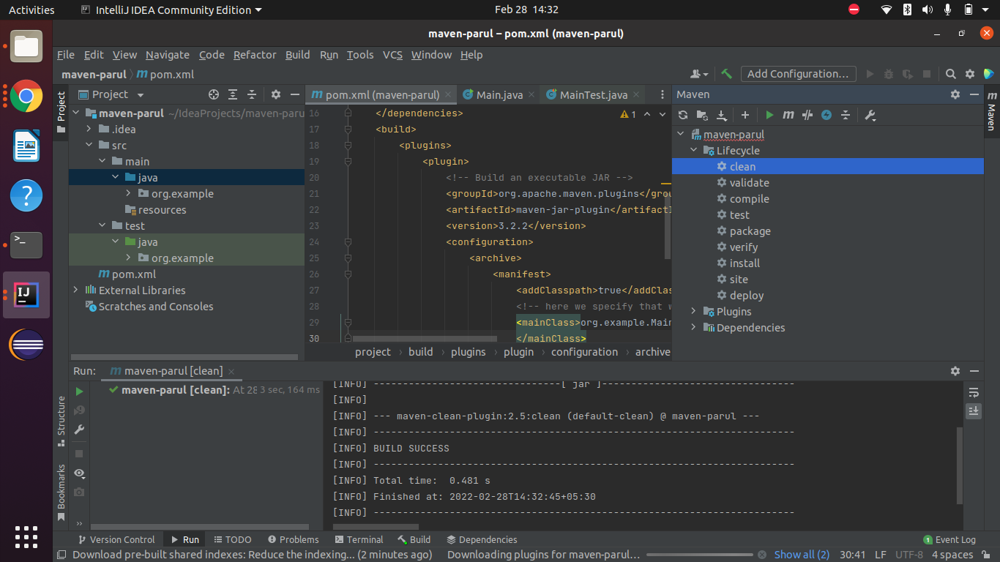 Activities
IntelliJ IDEA Community Edition
Feb 28 14:32
maven-parul – pom.xml (maven-parul)
File Edit View Navigate Code Refactor Build Run Tools VCS Window Help
maven-parul pom.xml
Add Configuration...
Project
Project
maven-parul ~/IdeaProjects/maven-paru
.idea
src
main
java
org.example
resources
test
java
org.example
pom.xml
External Libraries
Scratches and Consoles
pom.xml (maven-parul)
Main.java
MainTest.java
1
16 </dependencies>
17 <build>
18 <plugins>
19 <plugin>
20 <!-- Build an executable JAR -->
21 <groupId>org.apache.maven.plugins</grou
22 <artifactId>maven-jar-plugin</artifactI
23 <version>3.2.2</version>
24 <configuration>
25 <archive>
26 <manifest>
27 <addClasspath>true</addClas
28 <!-- here we specify that w
29 <mainClass>org.example.Main
30 </mainClass>
project › build › plugins › plugin › configuration › archive
Maven
Maven
maven-parul
Lifecycle
clean
validate
compile
test
package
verify
install
site
deploy
Plugins
Dependencies
Run: maven-parul [clean]
maven-parul [clean]: At 28 3 sec, 164 ms
[INFO] --------------------------------[ jar ]---------------------------------
[INFO]
[INFO] --- maven-clean-plugin:2.5:clean (default-clean) @ maven-parul ---
[INFO] ------------------------------------------------------------------------
[INFO] BUILD SUCCESS
[INFO] ------------------------------------------------------------------------
[INFO] Total time:  0.481 s
[INFO] Finished at: 2022-02-28T14:32:45+05:30
[INFO] ------------------------------------------------------------------------
Structure
Bookmarks
Version Control Run TODO Problems Terminal Build Dependencies
1 Event Log
Download pre-built shared indexes: Reduce the indexing... (2 minutes ago)
Downloading plugins for maven-parul...
Show all (2)
30:41 LF UTF-8 4 spaces